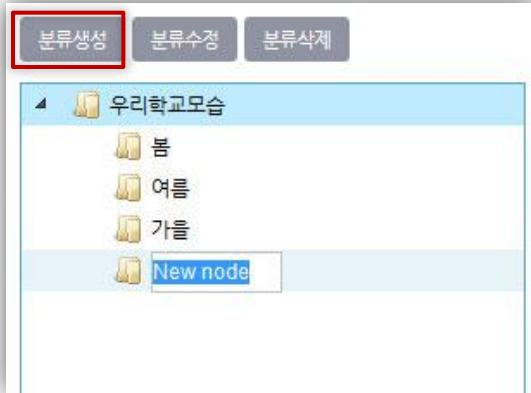 분류생성 분류수정 분류삭제
우리학교모습
봄
여름
가을
New node